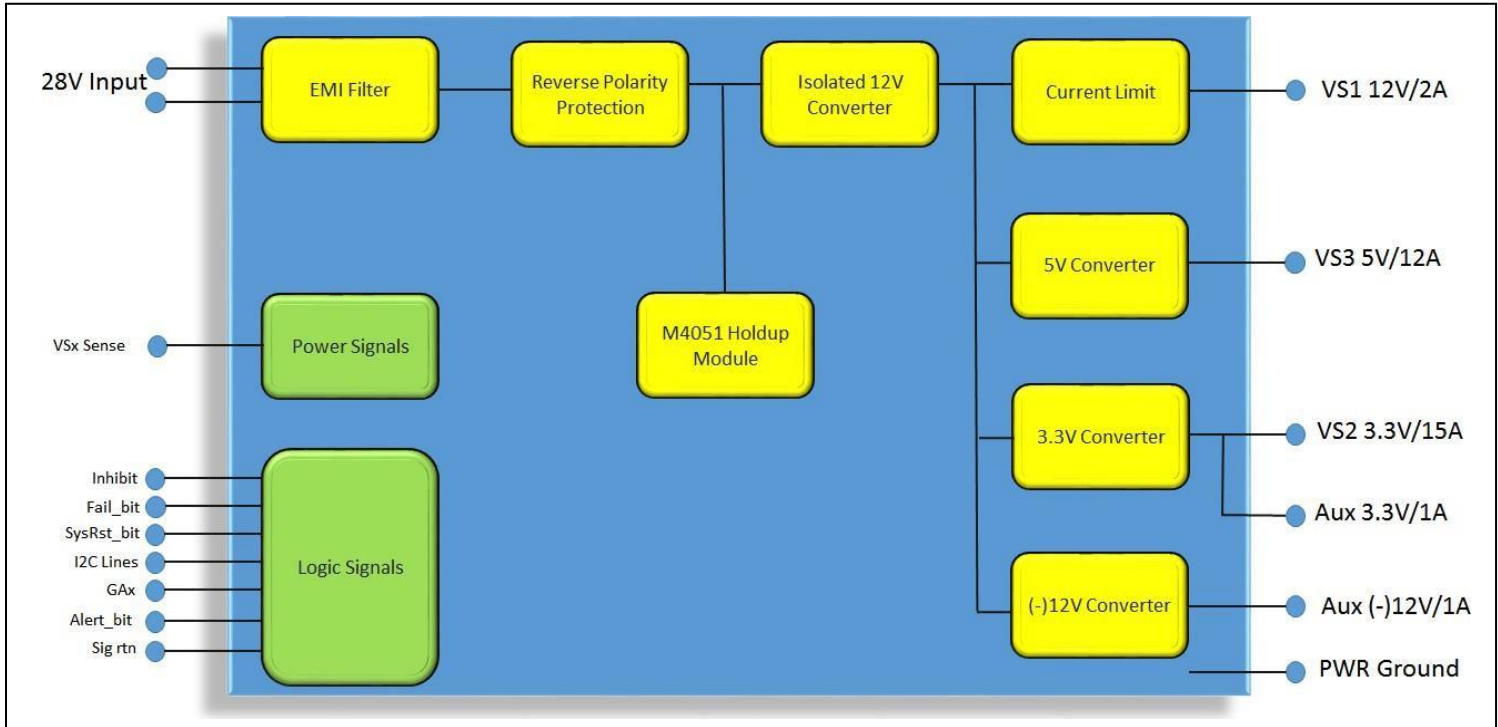 28V Input
EMI Filter
Reverse Polarity
Protection
Isolated 12V
Converter
Current Limit
VS1 12V/2A
5V Converter
VS3 5V/12A
VSx Sense
Power Signals
M4051 Holdup
Module
3.3V Converter
VS2 3.3V/15A
Aux 3.3V/1A
Inhibit
Fail_bit
SysRst_bit
I2C Lines
GAx
Alert_bit
Sig rtn
Logic Signals
(-)12V Converter
Aux (-)12V/1A
PWR Ground